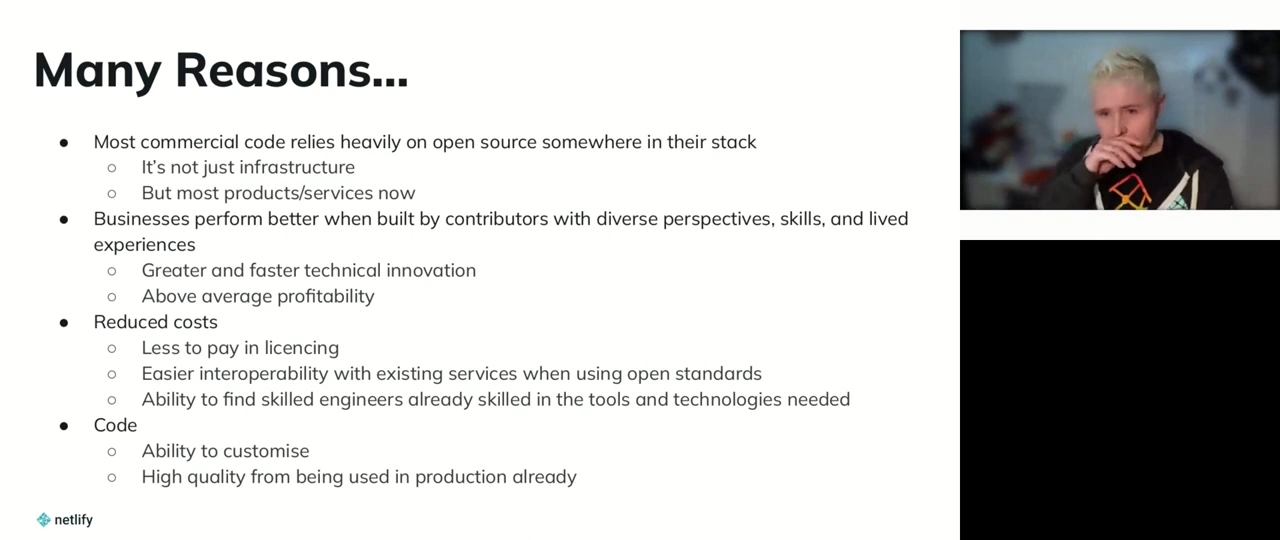 Many Reasons...
● Most commercial code relies heavily on open source somewhere in their stack
○ It’s not just infrastructure
○ But most products/services now
● Businesses perform better when built by contributors with diverse perspectives, skills, and lived
experiences
○ Greater and faster technical innovation
○ Above average profitability
● Reduced costs
○ Less to pay in licencing
○ Easier interoperability with existing services when using open standards
○ Ability to find skilled engineers already skilled in the tools and technologies needed
● Code
○ Ability to customise
○ High quality from being used in production already
netlify